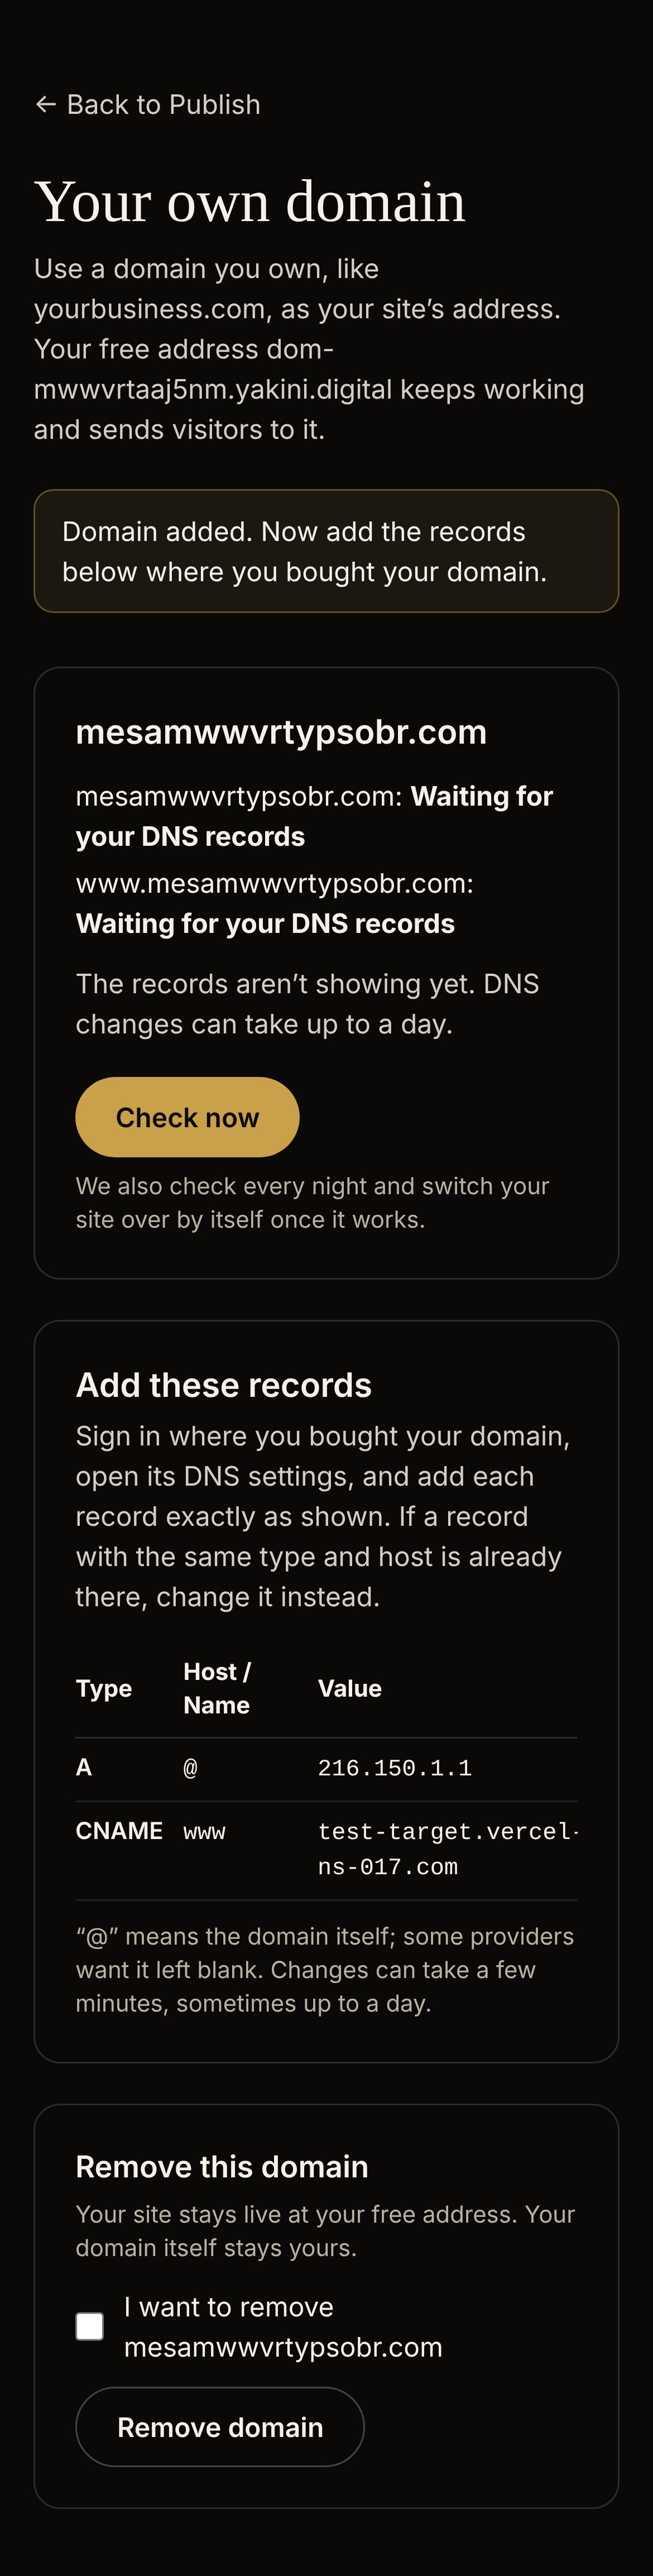 ← Back to Publish
Your own domain
Use a domain you own, like
yourbusiness.com, as your site’s address.
Your free address dom-
mwwvrtaaj5nm.yakini.digital keeps working
and sends visitors to it.
Domain added. Now add the records
below where you bought your domain.
mesamwwvrtypsobr.com
mesamwwvrtypsobr.com: Waiting for
your DNS records
www.mesamwwvrtypsobr.com:
Waiting for your DNS records
The records aren’t showing yet. DNS
changes can take up to a day.
Check now
We also check every night and switch your
site over by itself once it works.
Add these records
Sign in where you bought your domain,
open its DNS settings, and add each
record exactly as shown. If a record
with the same type and host is already
there, change it instead.
Type Host / Name Value
A @ 216.150.1.1
CNAME www test-target.vercel-
ns-017.com
“@” means the domain itself; some providers
want it left blank. Changes can take a few
minutes, sometimes up to a day.
Remove this domain
Your site stays live at your free address. Your
domain itself stays yours.
I want to remove
mesamwwvrtypsobr.com
Remove domain